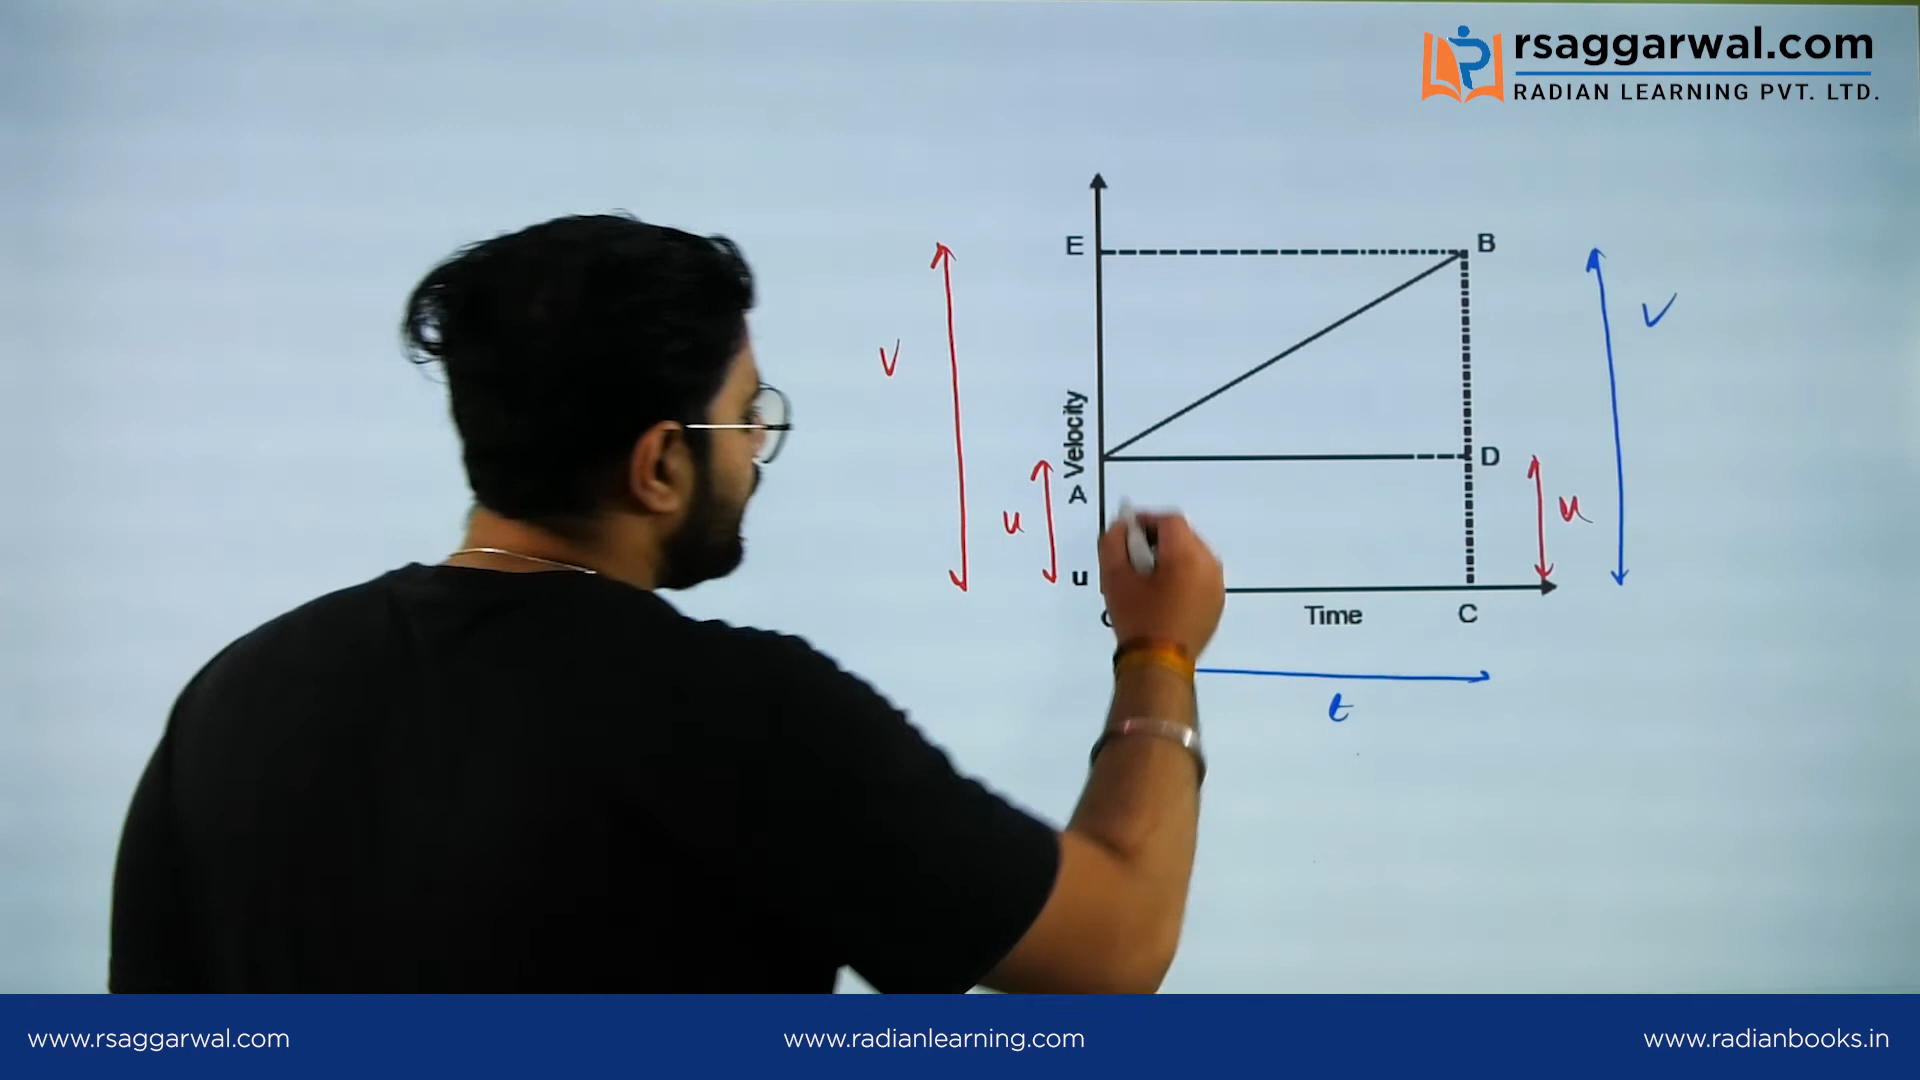 rsaggarwal.com
RADIAN LEARNING PVT. LTD.
E
B
V
V
Velocity
A
D
u
u
u
Time
C
t
www.rsaggarwal.com
www.radianlearning.com
www.radianbooks.in